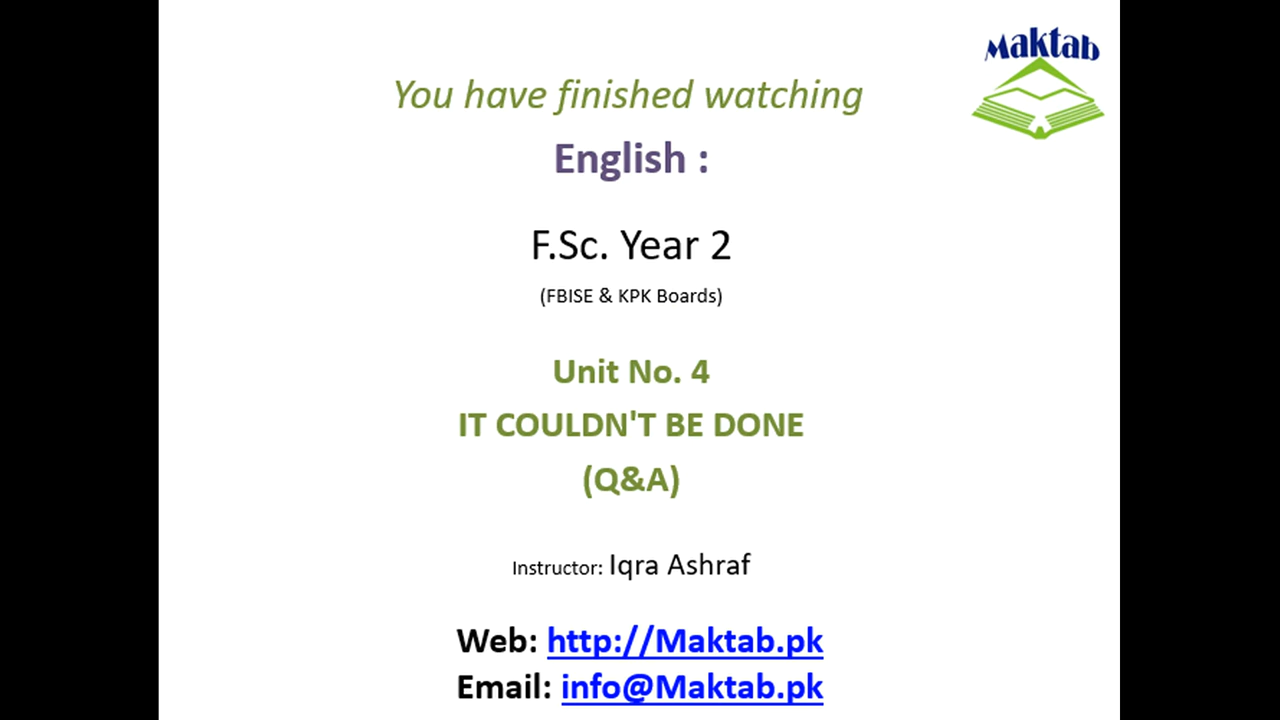 Maktab
You have finished watching
English :
F.Sc. Year 2
(FBISE & KPK Boards)
Unit No. 4
IT COULDN'T BE DONE
(Q&A)
Instructor: Iqra Ashraf
Web: http://Maktab.pk
Email: info@Maktab.pk